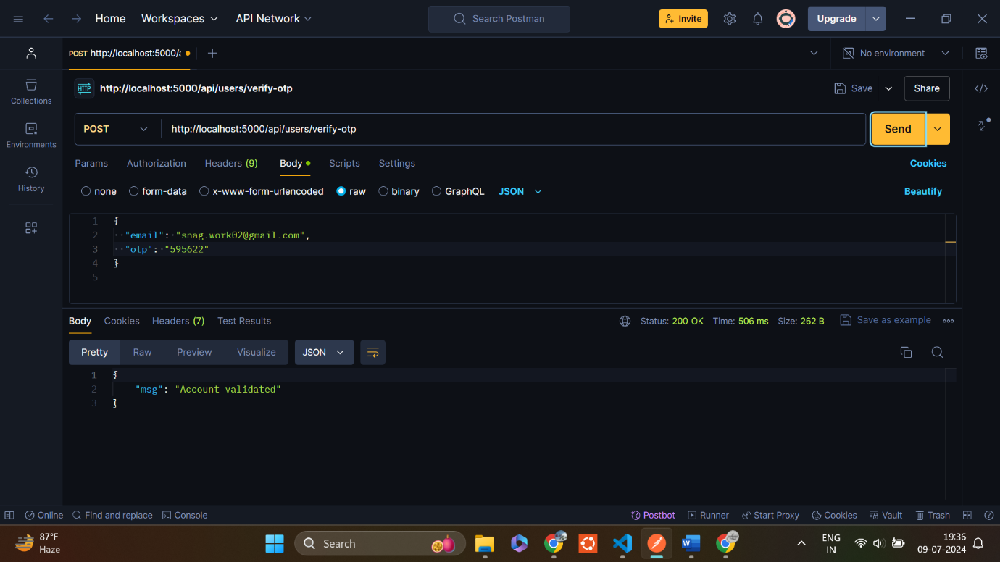 Home Workspaces API Network Search Postman Invite Upgrade
POST http://localhost:5000/a No environment
HTTP http://localhost:5000/api/users/verify-otp Save Share
POST http://localhost:5000/api/users/verify-otp Send
Collections
Environments
History
Params Authorization Headers (9) Body Scripts Settings Cookies
none form-data x-www-form-urlencoded raw binary GraphQL JSON Beautify
1 {
2 "email": "snag.work02@gmail.com",
3 "otp": "595622"
4 }
5
Body Cookies Headers (7) Test Results Status: 200 OK Time: 506 ms Size: 262 B Save as example
Pretty Raw Preview Visualize JSON
1 {
2 "msg": "Account validated"
3 }
Online Find and replace Console Postbot Runner Start Proxy Cookies Vault Trash
87°F
Haze
Search
ENG
IN
19:36
09-07-2024